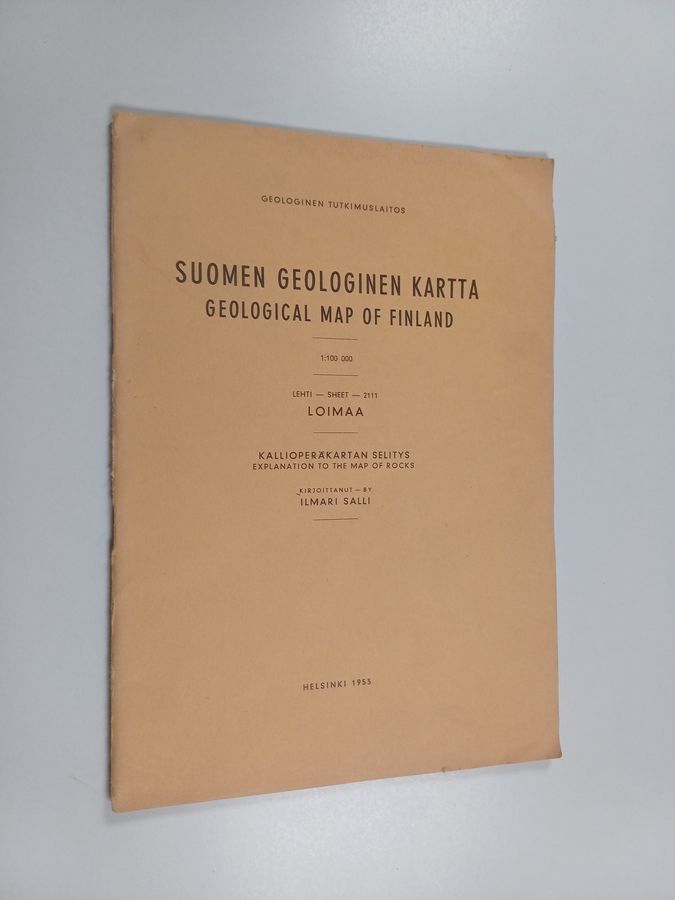 GEOLOGINEN TUTKIMUSLAITOS
SUOMEN GEOLOGINEN KARTTA
GEOLOGICAL MAP OF FINLAND
1:100 000
LEHTI — SHEET — 2111
LOIMAA
KALLIOPERÄKARTAN SELITYS
EXPLANATION TO THE MAP OF ROCKS
KIRJOITTANUT — BY
ILMARI SALLI
HELSINKI 1953